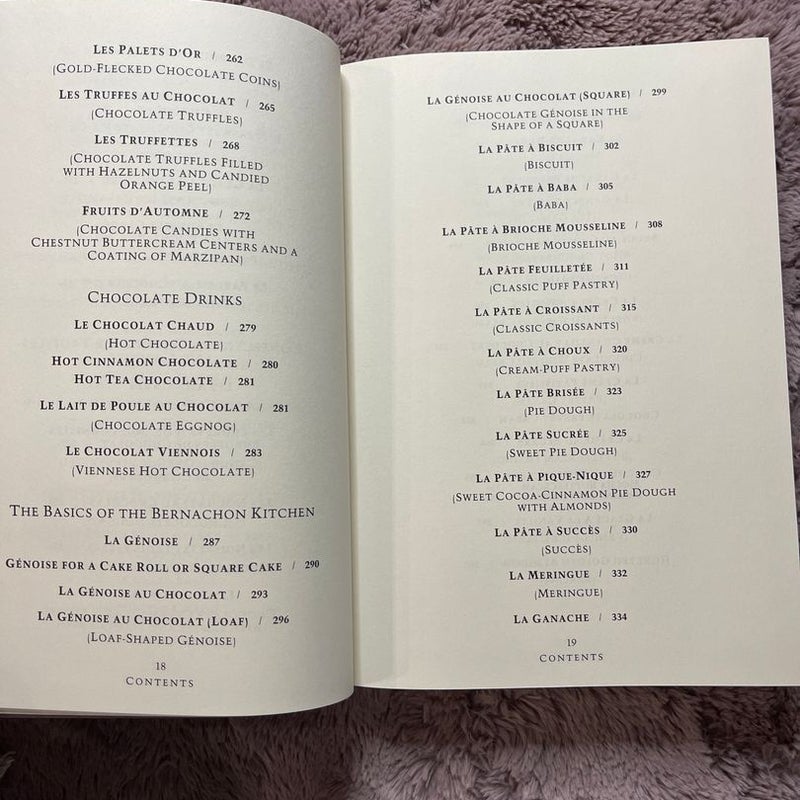 Les Palets d'Or / 262
(Gold-Flecked Chocolate Coins)
Les Truffes au Chocolat / 265
(Chocolate Truffles)
Les Truffettes / 268
(Chocolate Truffles Filled
with Hazelnuts and Candied
Orange Peel)
Fruits d'Automne / 272
(Chocolate Candies with
Chestnut Buttercream Centers and a
Coating of Marzipan)
Chocolate Drinks
Le Chocolat Chaud / 279
(Hot Chocolate)
Hot Cinnamon Chocolate / 280
Hot Tea Chocolate / 281
Le Lait de Poule au Chocolat / 281
(Chocolate Eggnog)
Le Chocolat Viennois / 283
(Viennese Hot Chocolate)
The Basics of the Bernachon Kitchen
La Génoise / 287
Génoise for a Cake Roll or Square Cake / 290
La Génoise au Chocolat / 293
La Génoise au Chocolat (Loaf) / 296
(Loaf-Shaped Génoise)
18
Contents
La Génoise au Chocolat (Square) / 299
(Chocolate Génoise in the
Shape of a Square)
La Pâte à Biscuit / 302
(Biscuit)
La Pâte à Baba / 305
(Baba)
La Pâte à Brioche Mousseline / 308
(Brioche Mousseline)
La Pâte Feuilletée / 311
(Classic Puff Pastry)
La Pâte à Croissant / 315
(Classic Croissants)
La Pâte à Choux / 320
(Cream-Puff Pastry)
La Pâte Brisée / 323
(Pie Dough)
La Pâte Sucrée / 325
(Sweet Pie Dough)
La Pâte à Pique-Nique / 327
(Sweet Cocoa-Cinnamon Pie Dough
with Almonds)
La Pâte à Succès / 330
(Succès)
La Meringue / 332
(Meringue)
La Ganache / 334
19
Contents